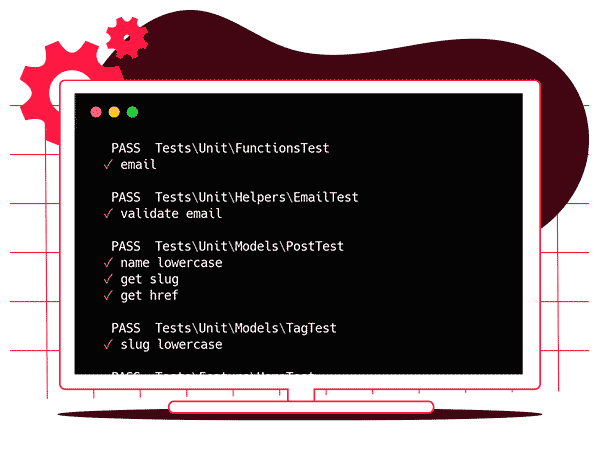 PASS  Tests\Unit\FunctionsTest
✓ email
PASS  Tests\Unit\Helpers\EmailTest
✓ validate email
PASS  Tests\Unit\Models\PostTest
✓ name lowercase
✓ get slug
✓ get href
PASS  Tests\Unit\Models\TagTest
✓ slug lowercase
PASS